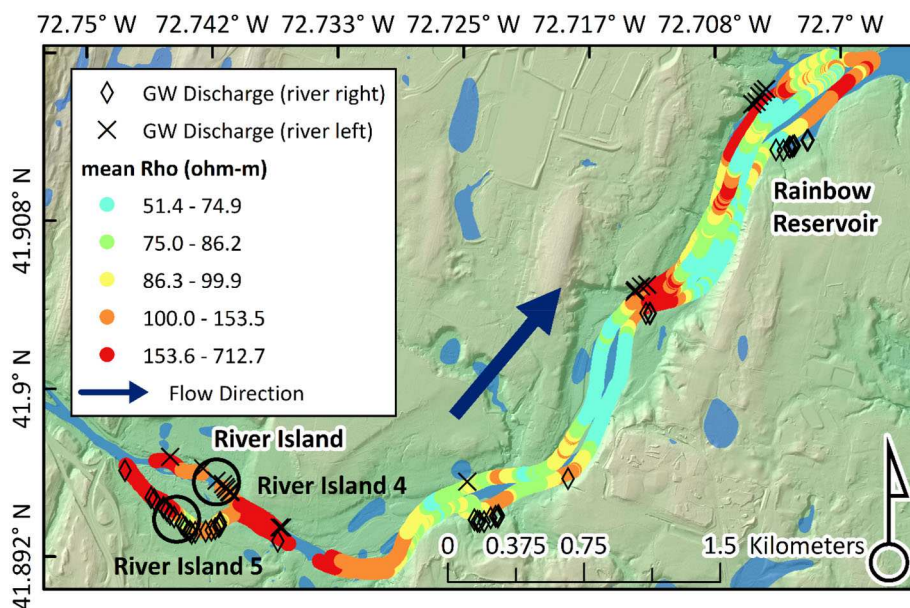 72.75° W 72.742° W 72.733° W 72.725° W 72.717° W 72.708° W 72.7° W
GW Discharge (river right)
GW Discharge (river left)
mean Rho (ohm-m)
51.4 - 74.9
75.0 - 86.2
86.3 - 99.9
100.0 - 153.5
153.6 - 712.7
Flow Direction
Rainbow
Reservoir
41.908° N
41.9° N
41.892° N
River Island
River Island 4
River Island 5
0 0.375 0.75 1.5 Kilometers